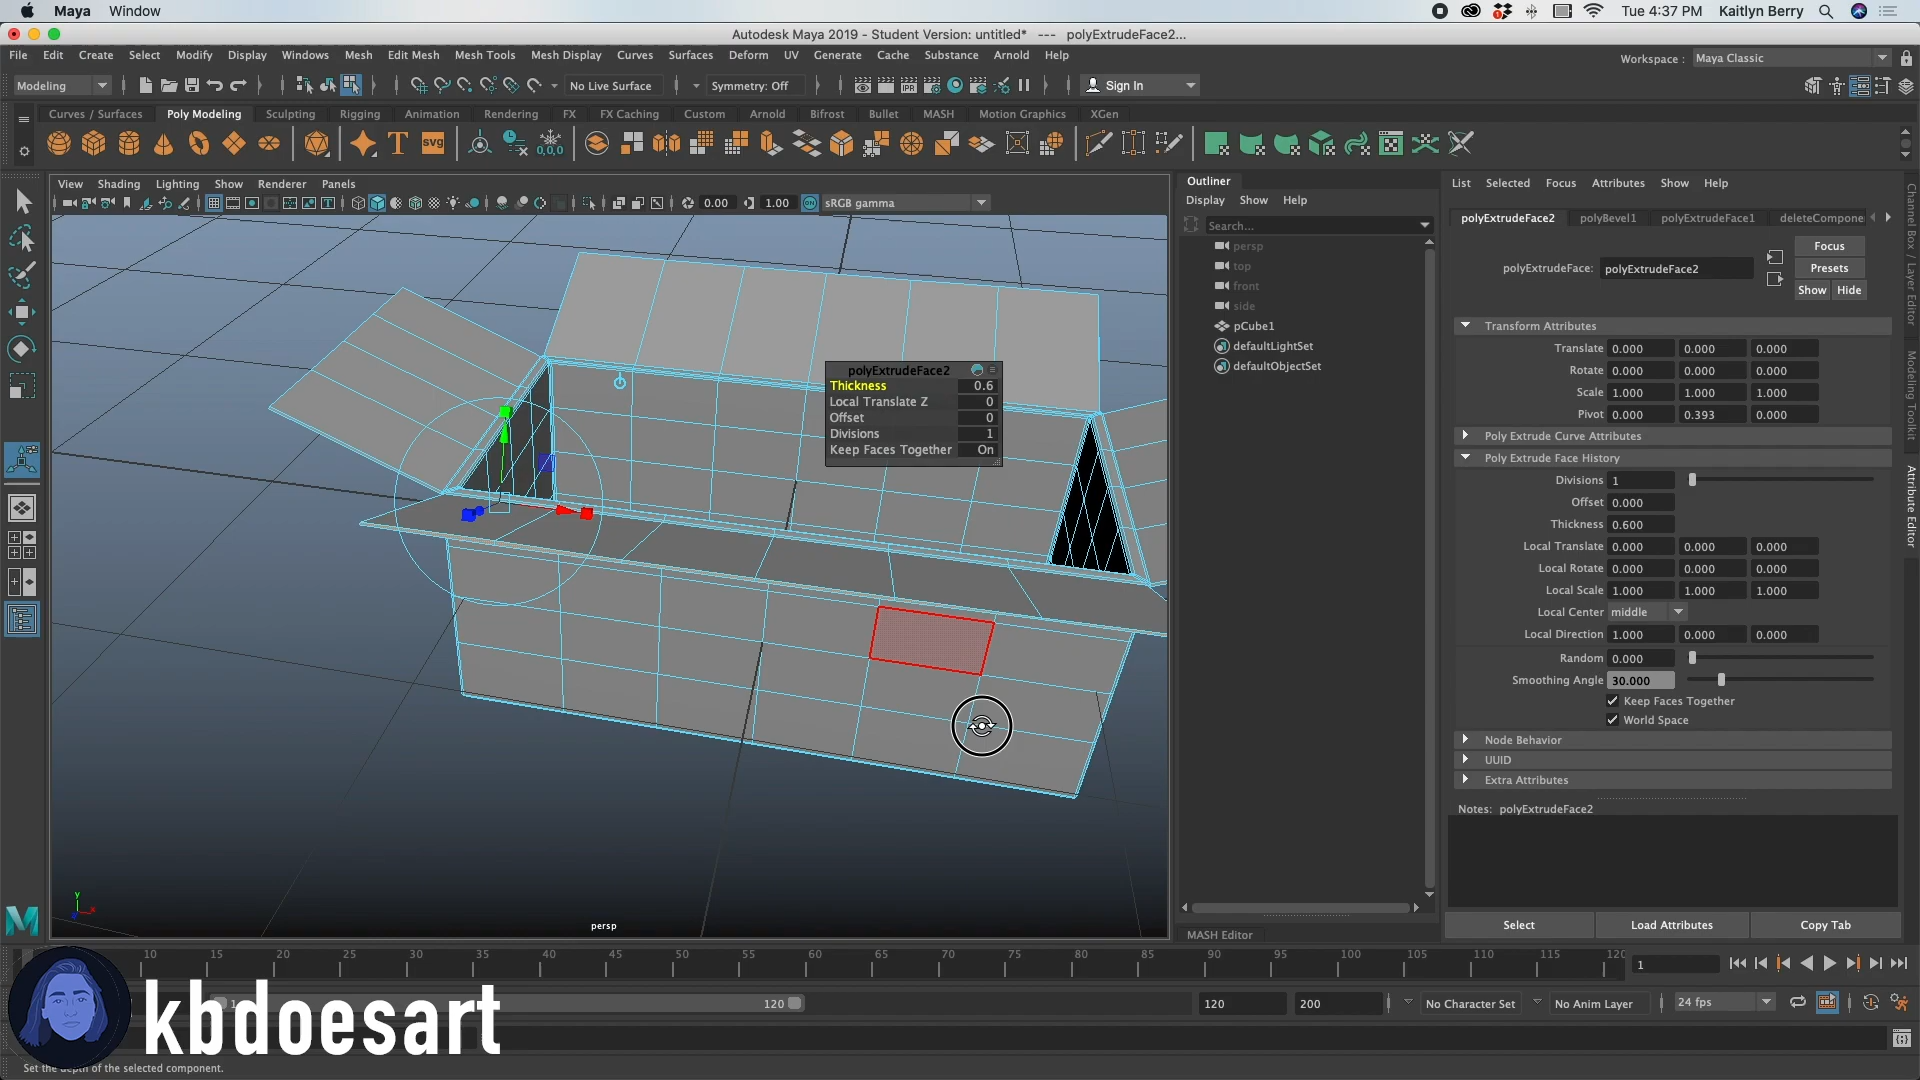 Maya Window Tue 4:37 PM Kaitlyn Berry
Autodesk Maya 2019 - Student Version: untitled* --- polyExtrudeFace2...
File Edit Create Select Modify Display Windows Mesh Edit Mesh Mesh Tools Mesh Display Curves Surfaces Deform UV Generate Cache Substance Arnold Help
Workspace : Maya Classic
Modeling No Live Surface Symmetry: Off Sign In
Curves / Surfaces Poly Modeling Sculpting Rigging Animation Rendering FX FX Caching Custom Arnold Bifrost Bullet MASH Motion Graphics XGen
View Shading Lighting Show Renderer Panels
0.00 1.00 sRGB gamma
polyExtrudeFace2
Thickness 0.6
Local Translate Z 0
Offset 0
Divisions 1
Keep Faces Together On
persp
Outliner
Display Show Help
Search...
persp
top
front
side
pCube1
defaultLightSet
defaultObjectSet
MASH Editor
List Selected Focus Attributes Show Help
polyExtrudeFace2 polyBevel1 polyExtrudeFace1 deleteCompone
Focus
polyExtrudeFace: polyExtrudeFace2 Presets
Show Hide
Transform Attributes
Translate 0.000 0.000 0.000
Rotate 0.000 0.000 0.000
Scale 1.000 1.000 1.000
Pivot 0.000 0.393 0.000
Poly Extrude Curve Attributes
Poly Extrude Face History
Divisions 1
Offset 0.000
Thickness 0.600
Local Translate 0.000 0.000 0.000
Local Rotate 0.000 0.000 0.000
Local Scale 1.000 1.000 1.000
Local Center middle
Local Direction 1.000 0.000 0.000
Random 0.000
Smoothing Angle 30.000
Keep Faces Together
World Space
Node Behavior
UUID
Extra Attributes
Notes: polyExtrudeFace2
Select Load Attributes Copy Tab
Channel Box / Layer Editor
Modeling Toolkit
Attribute Editor
10 15 20 25 30 35 40 45 50 55 60 65 70 75 80 85 90 95 100 105 110 115 120 1
120 120 200 No Character Set No Anim Layer 24 fps
kbdoesart
Set the depth of the selected component.